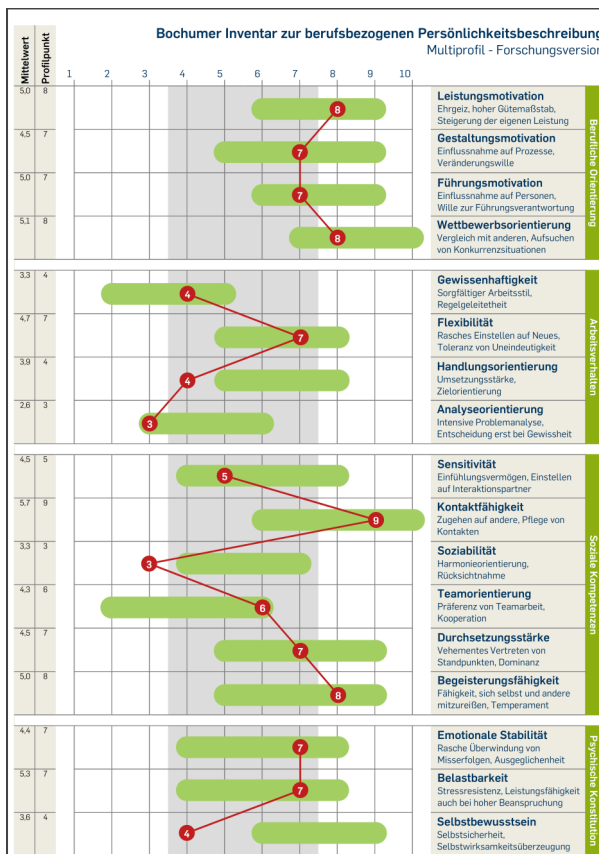 Bochumer Inventar zur berufsbezogenen Persönlichkeitsbeschreibung
Multiprofil - Forschungsversion
Mittelwert
Profilpunkt
1 2 3 4 5 6 7 8 9 10
5,0 8
8
Leistungsmotivation
Ehrgeiz, hoher Gütemaßstab,
Steigerung der eigenen Leistung
4,5 7
7
Gestaltungsmotivation
Einflussnahme auf Prozesse,
Veränderungswille
5,0 7
7
Führungsmotivation
Einflussnahme auf Personen,
Wille zur Führungsverantwortung
5,1 8
8
Wettbewerbsorientierung
Vergleich mit anderen, Aufsuchen
von Konkurrenzsituationen
Berufliche Orientierung
3,3 4
4
Gewissenhaftigkeit
Sorgfältiger Arbeitsstil,
Regelgeleitetheit
4,7 7
7
Flexibilität
Rasches Einstellen auf Neues,
Toleranz von Uneindeutigkeit
3,9 4
4
Handlungsorientierung
Umsetzungsstärke,
Zielorientierung
2,6 3
3
Analyseorientierung
Intensive Problemanalyse,
Entscheidung erst bei Gewissheit
Arbeitsverhalten
4,5 5
5
Sensitivität
Einfühlungsvermögen, Einstellen
auf Interaktionspartner
5,7 9
9
Kontaktfähigkeit
Zugehen auf andere, Pflege von
Kontakten
3,3 3
3
Soziabilität
Harmonieorientierung,
Rücksichtnahme
4,3 6
6
Teamorientierung
Präferenz von Teamarbeit,
Kooperation
4,5 7
7
Durchsetzungsstärke
Vehementes Vertreten von
Standpunkten, Dominanz
5,0 8
8
Begeisterungsfähigkeit
Fähigkeit, sich selbst und andere
mitzureißen, Temperament
Soziale Kompetenzen
4,4 7
7
Emotionale Stabilität
Rasche Überwindung von
Misserfolgen, Ausgeglichenheit
5,3 7
7
Belastbarkeit
Stressresistenz, Leistungsfähigkeit
auch bei hoher Beanspruchung
3,6 4
4
Selbstbewusstsein
Selbstsicherheit,
Selbstwirksamkeitsüberzeugung
Psychische Konstitution